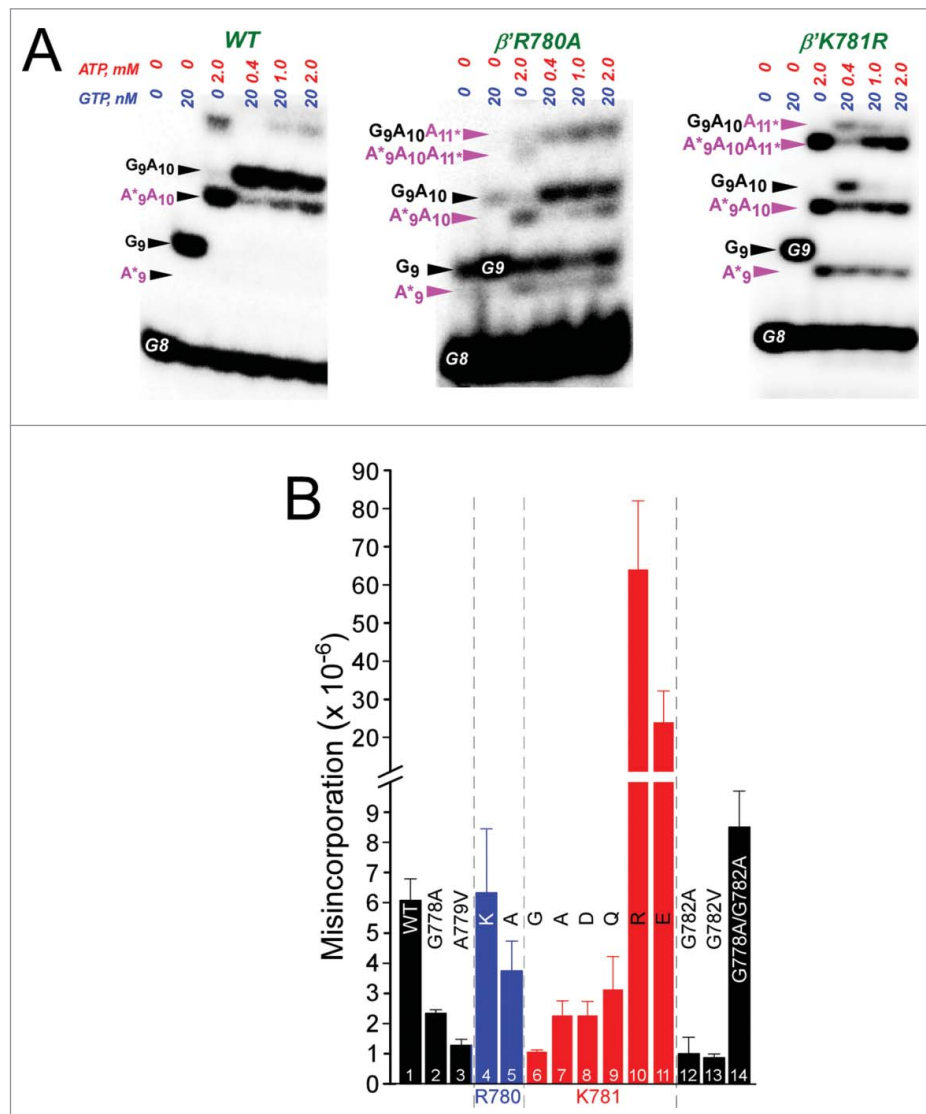 A
WT
β'R780A
β'K781R
ATP, mM 0 0 2.0 0.4 1.0 2.0
GTP, nM 0 20 0 20 20 20
0 0 2.0 0.4 1.0 2.0
0 20 0 20 20 20
0 0 2.0 0.4 1.0 2.0
0 20 0 20 20 20
G9A10
A*9A10
G9
A*9
G8
G9A10A11*
A*9A10A11*
G9A10
A*9A10
G9
A*9
G9
G8
G9A10A11*
A*9A10A11*
G9A10
A*9A10
G9
A*9
G9
G8
B
Misincorporation (x 10-6)
90
80
70
60
50
40
30
20
9
8
7
6
5
4
3
2
1
0
WT
G778A
A779V
K
A
G
A
D
Q
R
E
G782A
G782V
G778A/G782A
1 2 3 4 5 6 7 8 9 10 11 12 13 14
R780 K781